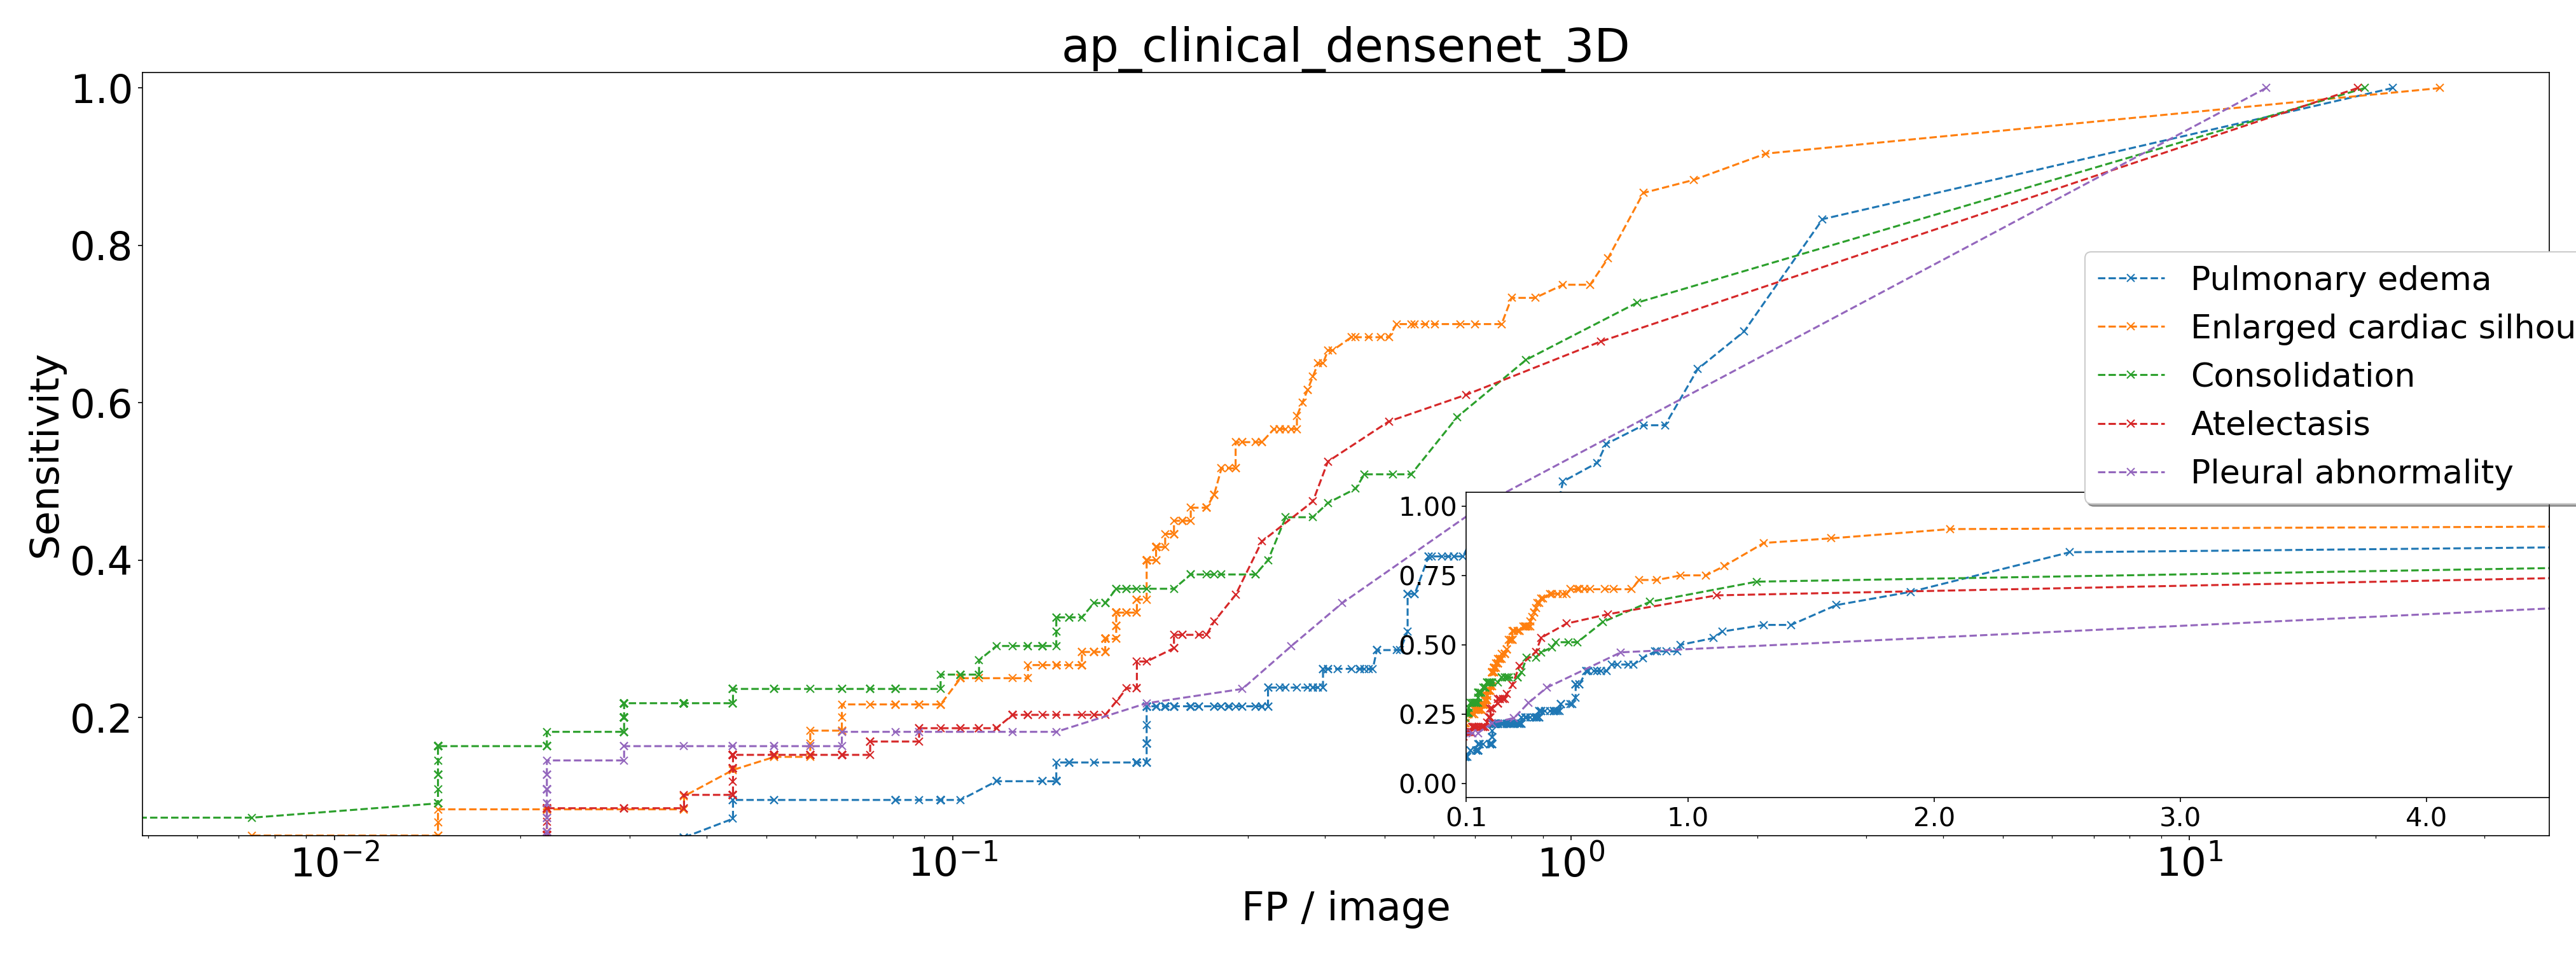 ap_clinical_densenet_3D
1.0
0.8
0.6
0.4
0.2
Sensitivity
Pulmonary edema
Enlarged cardiac silhou
Consolidation
Atelectasis
Pleural abnormality
1.00
0.75
0.50
0.25
0.00
0.1 1.0 2.0 3.0 4.0
10⁻² 10⁻¹ 10⁰ 10¹
FP / image